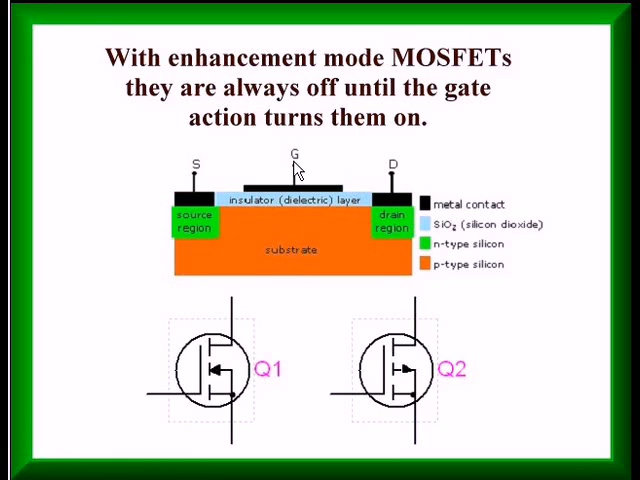 With enhancement mode MOSFETs
they are always off until the gate
action turns them on.
G
S
D
insulator (dielectric) layer
source
region
drain
region
substrate
metal contact
SiO₂ (silicon dioxide)
n-type silicon
p-type silicon
Q1
Q2